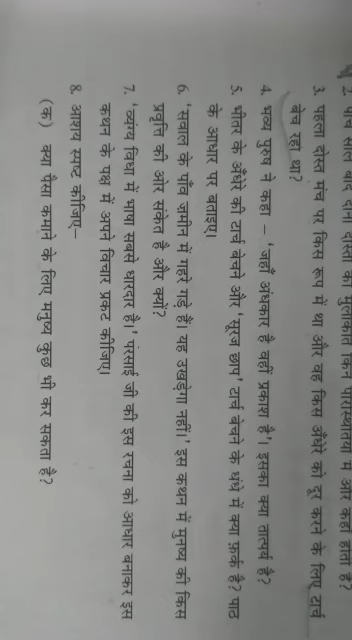 2. पाँच साल बाद दोनों दोस्तों की मुलाकात किन परिस्थितियों में और कहाँ होती है?
3. पहला दोस्त मंच पर किस रूप में था और वह किस अँधेरे को दूर करने के लिए टार्च
बेच रहा था?
4. भव्य पुरुष ने कहा – 'जहाँ अंधकार है वहीं प्रकाश है'। इसका क्या तात्पर्य है?
5. भीतर के अँधेरे की टार्च बेचने और 'सूरज छाप' टार्च बेचने के धंधे में क्या फ़र्क है? पाठ
के आधार पर बताइए।
6. 'सवाल के पाँव ज़मीन में गहरे गड़े हैं। यह उखड़ेगा नहीं।' इस कथन में मनुष्य की किस
प्रवृत्ति की ओर संकेत है और क्यों?
7. 'व्यंग्य विधा में भाषा सबसे धारदार है।' परसाई जी की इस रचना को आधार बनाकर इस
कथन के पक्ष में अपने विचार प्रकट कीजिए।
8. आशय स्पष्ट कीजिए–
(क) क्या पैसा कमाने के लिए मनुष्य कुछ भी कर सकता है?